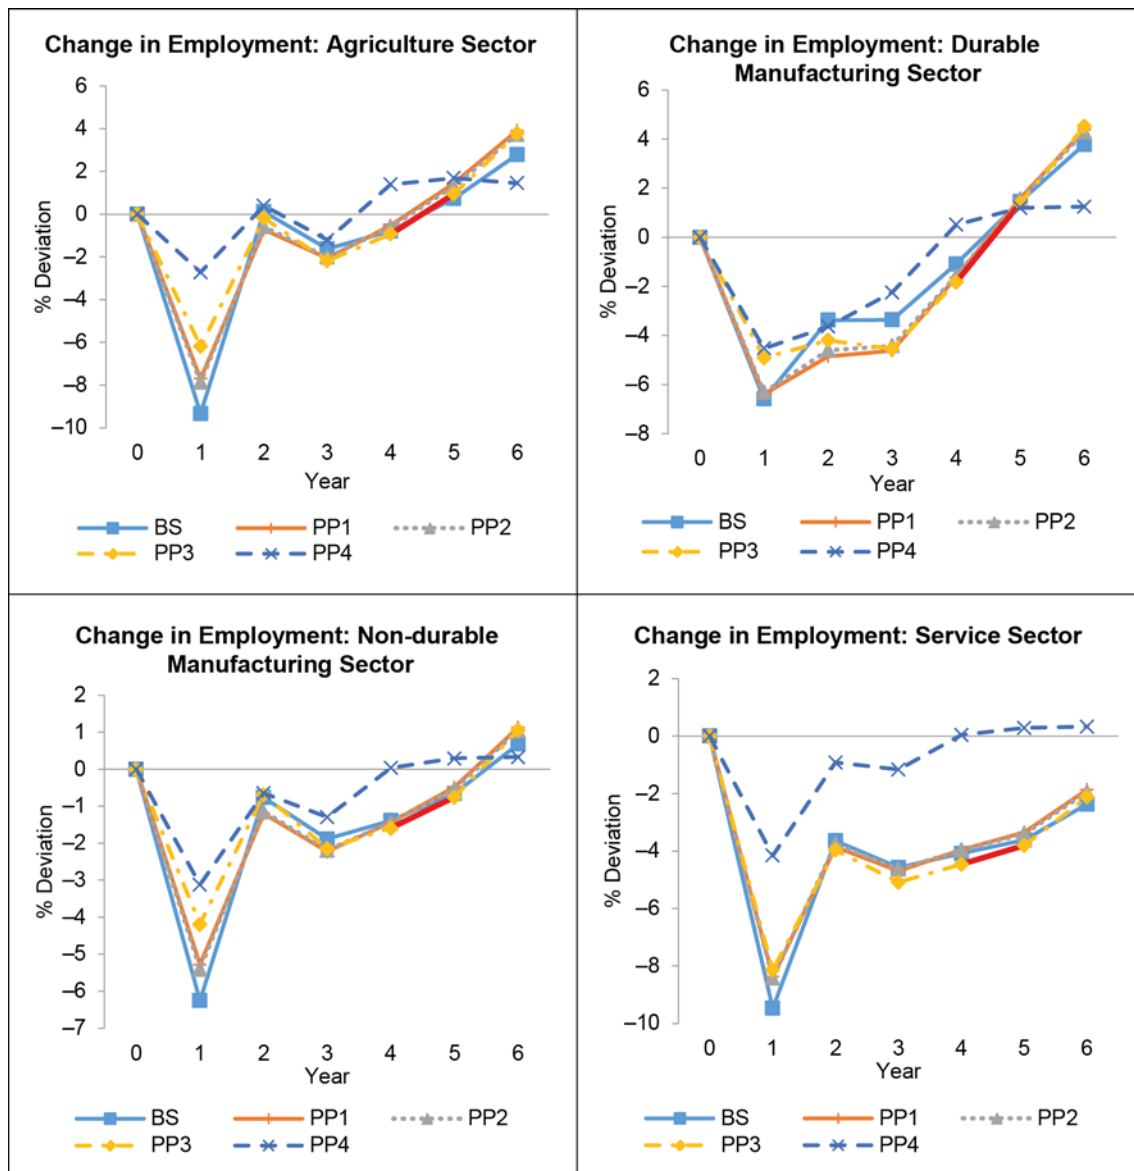 Change in Employment: Agriculture Sector
6
4
2
0
–2
–4
–6
–8
–10
% Deviation
0 1 2 3 4 5 6
Year
BS PP1 PP2
PP3 PP4
Change in Employment: Durable
Manufacturing Sector
6
4
2
0
–2
–4
–6
–8
% Deviation
0 1 2 3 4 5 6
Year
BS PP1 PP2
PP3 PP4
Change in Employment: Non-durable
Manufacturing Sector
2
1
0
–1
–2
–3
–4
–5
–6
–7
% Deviation
0 1 2 3 4 5 6
Year
BS PP1 PP2
PP3 PP4
Change in Employment: Service Sector
2
0
–2
–4
–6
–8
–10
% Deviation
0 1 2 3 4 5 6
Year
BS PP1 PP2
PP3 PP4